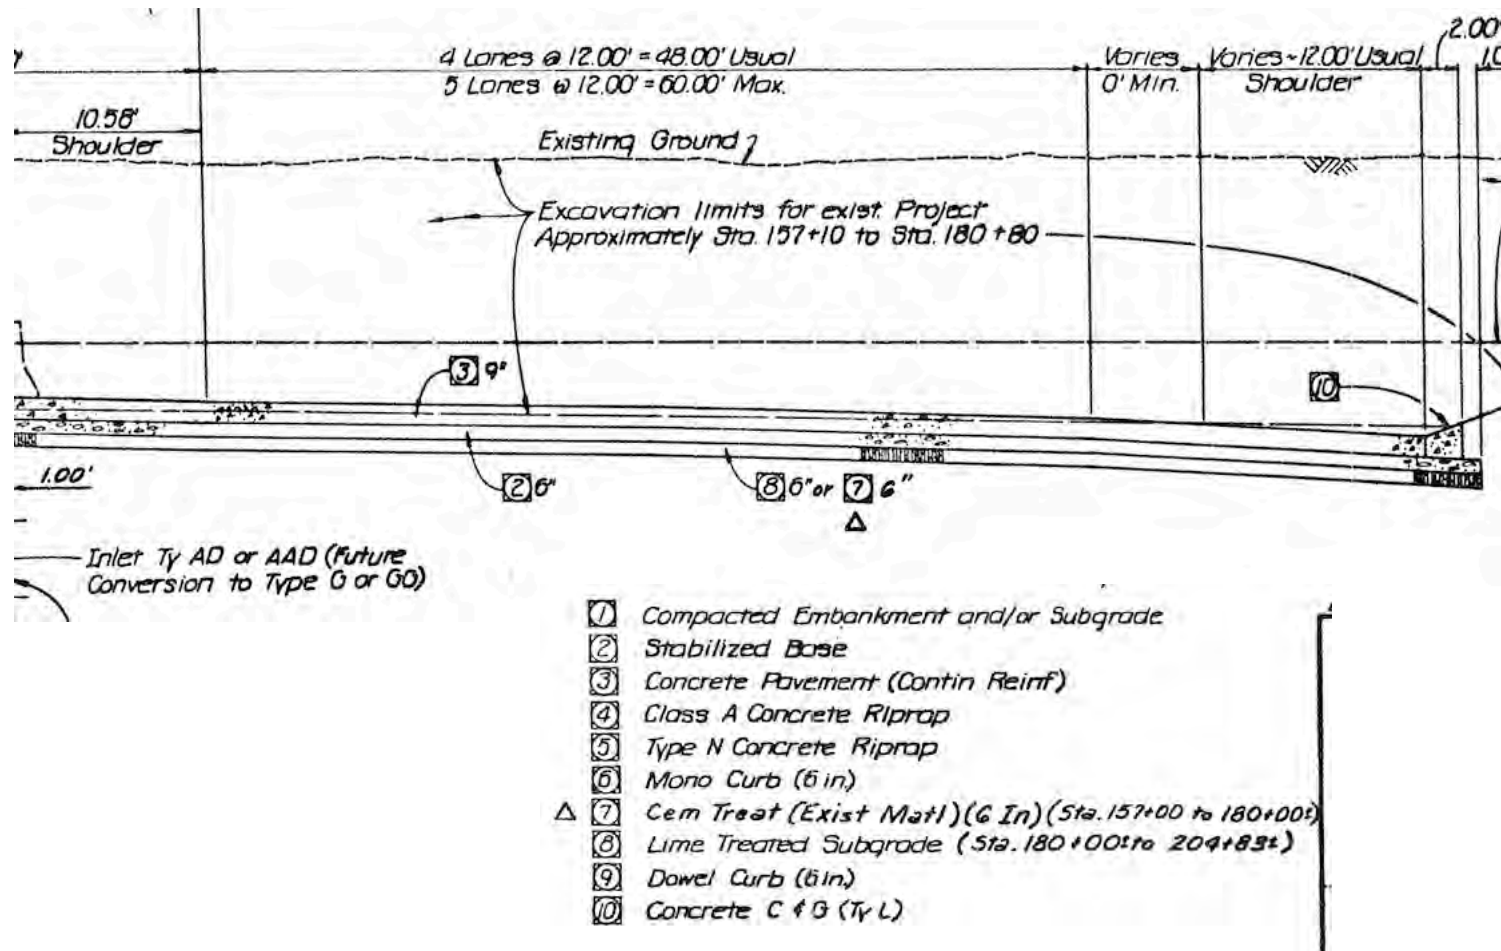 2.00'
4 Lanes @ 12.00' = 48.00' Usual
5 Lanes @ 12.00' = 60.00' Max.
Varies
0' Min.
Varies~12.00' Usual
Shoulder
10.58'
Shoulder
Existing Ground
Excavation limits for exist. Project
Approximately Sta. 157+10 to Sta. 180+80
3 9"
10
1.00'
2 6"
8 6" or 7 6"
Δ
Inlet Ty AD or AAD (Future
Conversion to Type G or GO)
1 Compacted Embankment and/or Subgrade
2 Stabilized Base
3 Concrete Pavement (Contin Reinf)
4 Class A Concrete Riprap
5 Type N Concrete Riprap
6 Mono Curb (6 in.)
Δ 7 Cem Treat (Exist Matl) (6 In) (Sta. 157+00 to 180+00±)
8 Lime Treated Subgrade (Sta. 180+00± to 204+83±)
9 Dowel Curb (6 in.)
10 Concrete C & G (Ty L)